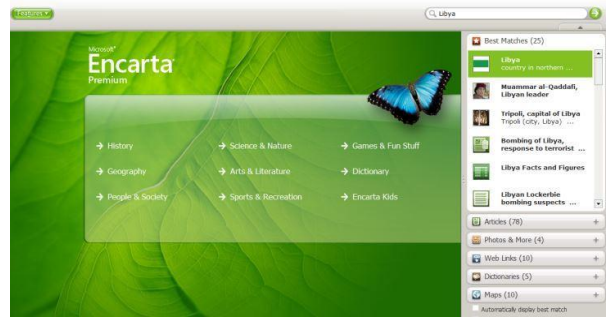 Features
Libya
Microsoft®
Encarta
Premium
→ History
→ Science & Nature
→ Games & Fun Stuff
→ Geography
→ Arts & Literature
→ Dictionary
→ People & Society
→ Sports & Recreation
→ Encarta Kids
Best Matches (25)
Libya
country in northern ...
Muammar al-Qaddafi,
Libyan leader
Tripoli, capital of Libya
Tripoli (city, Libya) ...
Bombing of Libya,
response to terrorist ...
Libya Facts and Figures
Libyan Lockerbie
bombing suspects ...
Articles (78)
Photos & More (4)
Web Links (10)
Dictionaries (5)
Maps (10)
Automatically display best match